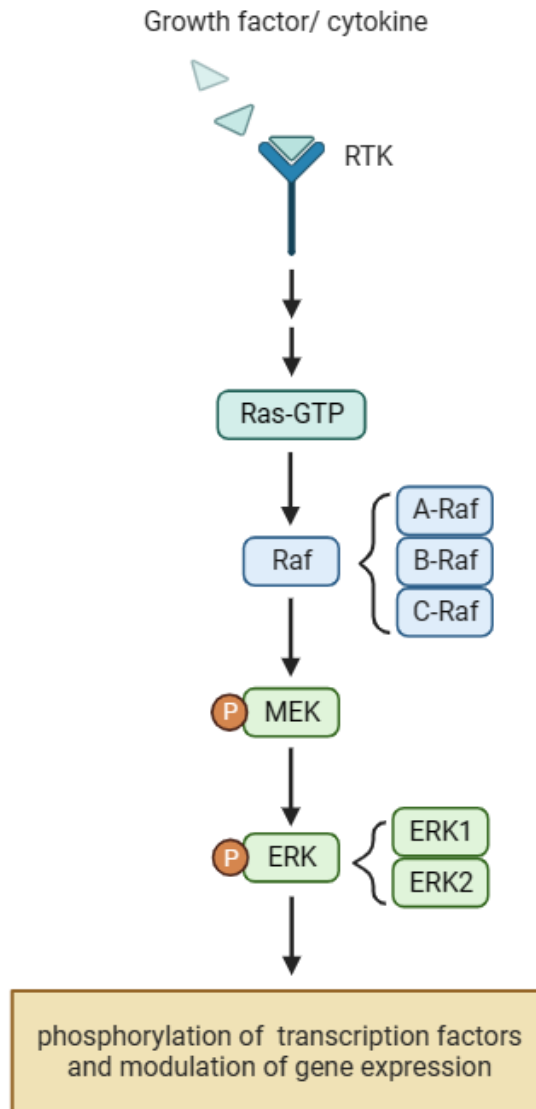 Growth factor/ cytokine
RTK
Ras-GTP
Raf
A-Raf
B-Raf
C-Raf
P
MEK
P
ERK
ERK1
ERK2
phosphorylation of transcription factors
and modulation of gene expression